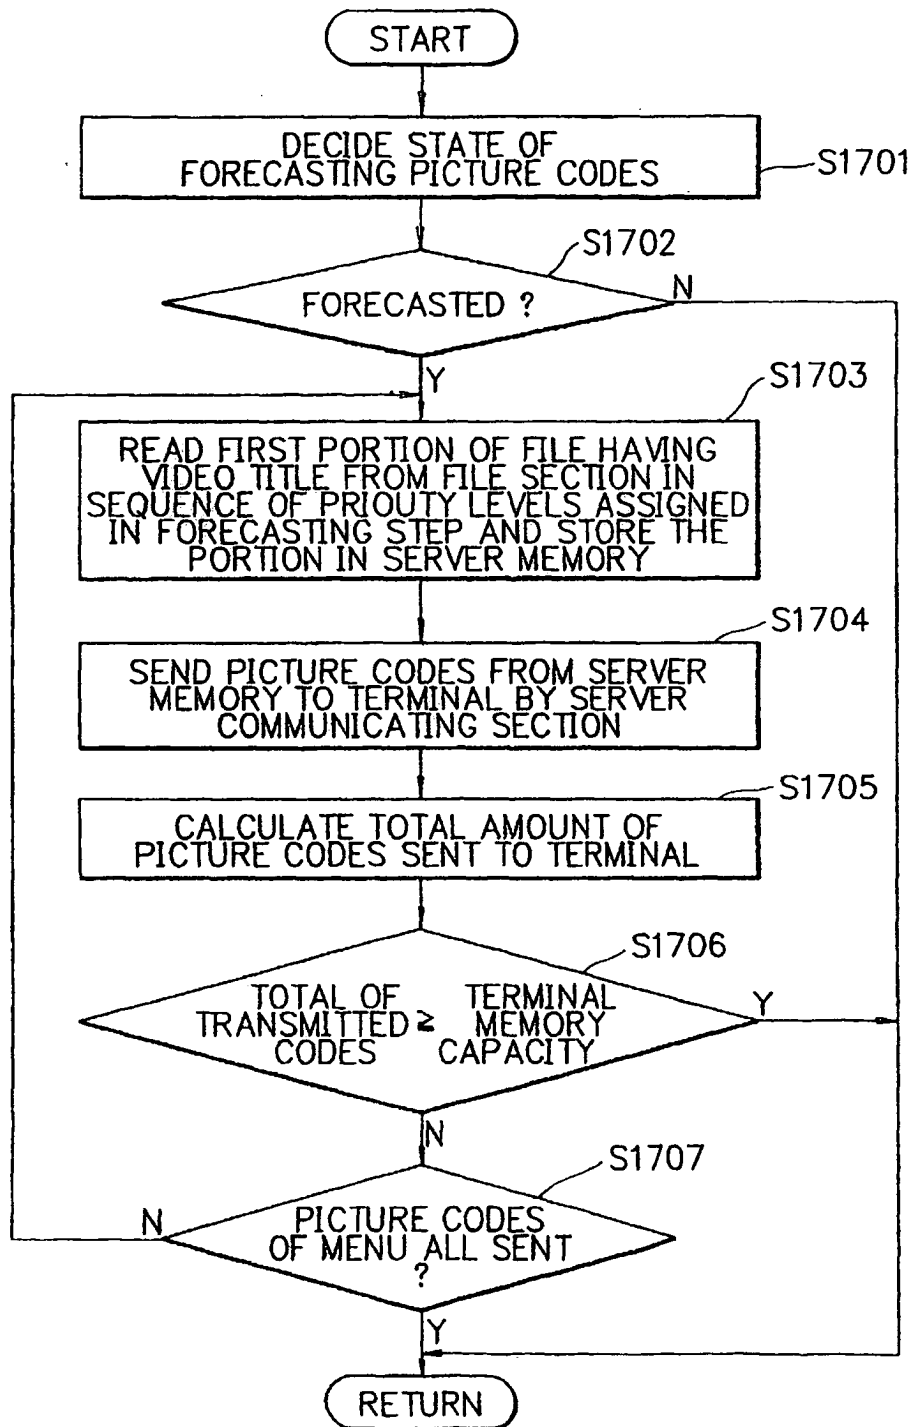 START
DECIDE STATE OF
FORECASTING PICTURE CODES
S1701
S1702
FORECASTED ?
N
Y
S1703
READ FIRST PORTION OF FILE HAVING
VIDEO TITLE FROM FILE SECTION IN
SEQUENCE OF PRIOUTY LEVELS ASSIGNED
IN FORECASTING STEP AND STORE THE
PORTION IN SERVER MEMORY
S1704
SEND PICTURE CODES FROM SERVER
MEMORY TO TERMINAL BY SERVER
COMMUNICATING SECTION
S1705
CALCULATE TOTAL AMOUNT OF
PICTURE CODES SENT TO TERMINAL
S1706
TOTAL OF TERMINAL
TRANSMITTED ≥ MEMORY
CODES CAPACITY
Y
N
S1707
N
PICTURE CODES
OF MENU ALL SENT
?
Y
RETURN